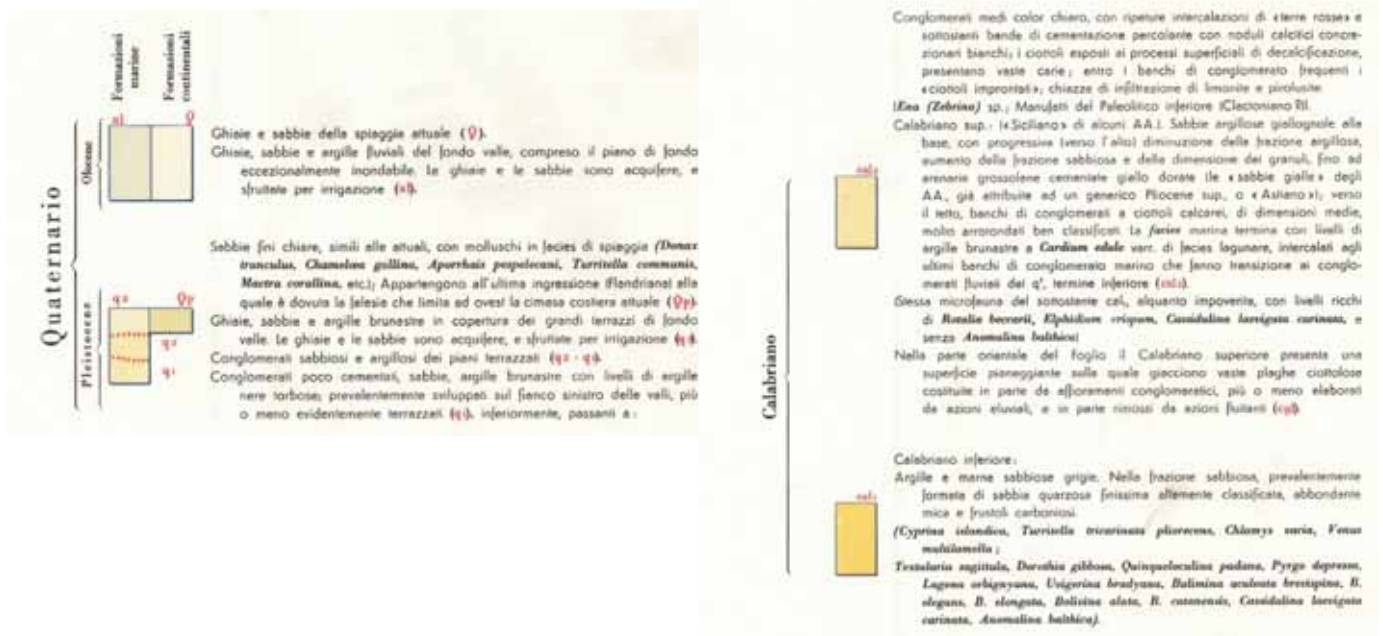 Formazioni marine
Formazioni continentali
Quaternario
Olocene
al Q
Ghiaie e sabbie della spiaggia attuale (Q).
Ghiaie, sabbie e argille fluviali del fondo valle, compreso il piano di fondo
eccezionalmente inondabile. Le ghiaie e le sabbie sono acquifere, e
sfruttate per irrigazione (al).
Pleistocene
q3 Qp
q2
q1
Sabbie fini chiare, simili alle attuali, con molluschi in facies di spiaggia (Donax
trunculus, Chamelea gallina, Aporrhais pespelecani, Turritella communis,
Mactra corallina, etc.); Appartengono all'ultima ingressione (Flandriana) alla
quale è dovuta la falesia che limita ad ovest la cimosa costiera attuale (Qp).
Ghiaie, sabbie e argille brunastre in copertura dei grandi terrazzi di fondo
valle. Le ghiaie e le sabbie sono acquifere, e sfruttate per irrigazione
Conglomerati sabbiosi e argillosi dei piani terrazzati
Conglomerati poco cementati, sabbie, argille brunastre con livelli di argille
nere torbose; prevalentemente sviluppati sul fianco sinistro delle valli, più
o meno evidentemente terrazzati (q1), inferiormente, passanti a :
Conglomerati medi color chiaro, con ripeture intercalazioni di «terre rosse» e
sottostanti bande di cementazione percolante con noduli calcitici concre-
zionari bianchi; i ciottoli esposti ai processi superficiali di decalcificazione,
presentano vaste carie; entro i banchi di conglomerato frequenti i
«ciottoli improntati»; chiazze di infiltrazione di limonite e pirolusite.
(Ena (Zebrina) sp.; Manufatti del Paleolitico inferiore (Clactoniano ?)).
Calabriano
cal2
Calabriano sup.: («Siciliano» di alcuni AA.). Sabbie argillose giallognole alla
base, con progressiva (verso l'alto) diminuzione della frazione argillosa,
aumento della frazione sabbiosa e delle dimensione dei granuli, fino ad
arenarie grossolane cementate giallo dorate (le «sabbie gialle» degli
AA., già attribuite ad un generico Pliocene sup., o «Astiano»); verso
il tetto, banchi di conglomerati a ciottoli calcarei, di dimensioni medie,
molto arrotondati ben classificati. La facies marina termina con livelli di
argille brunastre a Cardium edule varr. di facies lagunare, intercalati agli
ultimi banchi di conglomerato marino che fanno transizione ai conglo-
merati fluviali del q1, termine inferiore (cal2).
(Stessa microfauna del sottostante cal1, alquanto impoverita, con livelli ricchi
di Rotalia beccarii, Elphidium crispum, Cassidulina laevigata carinata, e
senza Anomalina balthica)
Nella parte orientale del foglio il Calabriano superiore presenta una
superficie pianeggiante sulla quale giacciono vaste plaghe ciottolose
costituite in parte da affioramenti conglomeratici, più o meno elaborati
da azioni eluviali, e in parte rimossi da azioni fluitanti
cal1
Calabriano inferiore:
Argille e marne sabbiose grigie. Nella frazione sabbiosa, prevalentemente
formata di sabbia quarzosa finissima altamente classificata, abbondante
mica e frustoli carboniosi.
(Cyprina islandica, Turritella tricarinata pliorecens, Chlamys varia, Venus
multilamella;
Textularia sagittula, Dorothia gibbosa, Quinqueloculina padana, Pyrgo depressa,
Lagena orbignyana, Uvigerina bradyana, Bulimina aculeata brevispina, B.
elegans, B. elongata, Bolivina alata, B. catanensis, Cassidulina laevigata
carinata, Anomalina balthica).